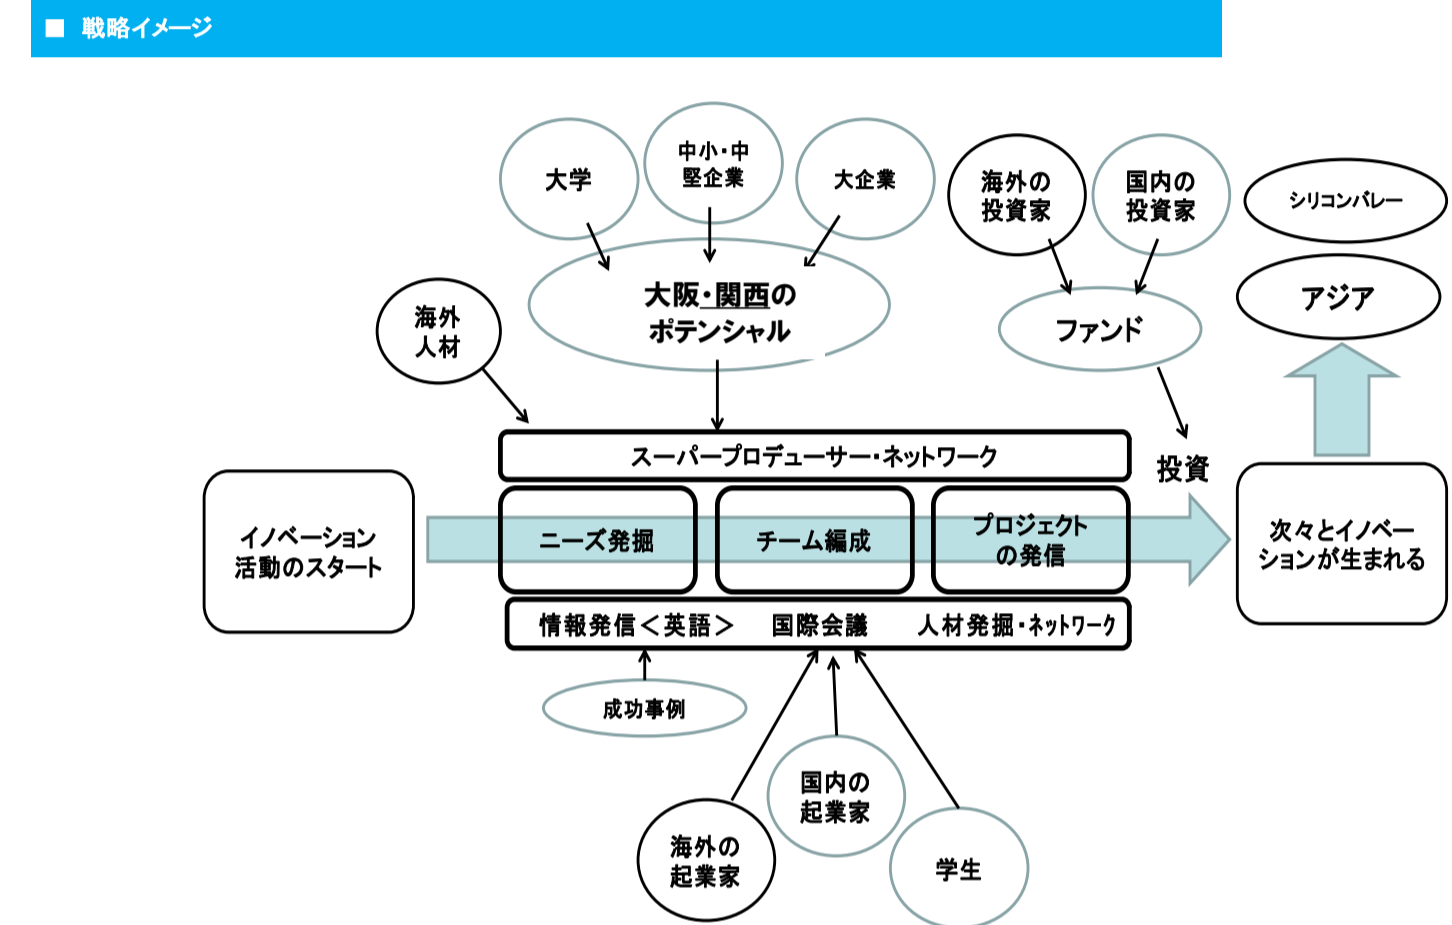 ■ 戦略イメージ
大学
中小・中
堅企業
大企業
海外の
投資家
国内の
投資家
シリコンバレー
アジア
大阪・関西の
ポテンシャル
ファンド
海外
人材
スーパープロデューサー・ネットワーク
投資
イノベーション
活動のスタート
ニーズ発掘
チーム編成
プロジェクト
の発信
次々とイノベー
ションが生まれる
情報発信＜英語＞ 国際会議 人材発掘・ネットワーク
成功事例
国内の
起業家
海外の
起業家
学生